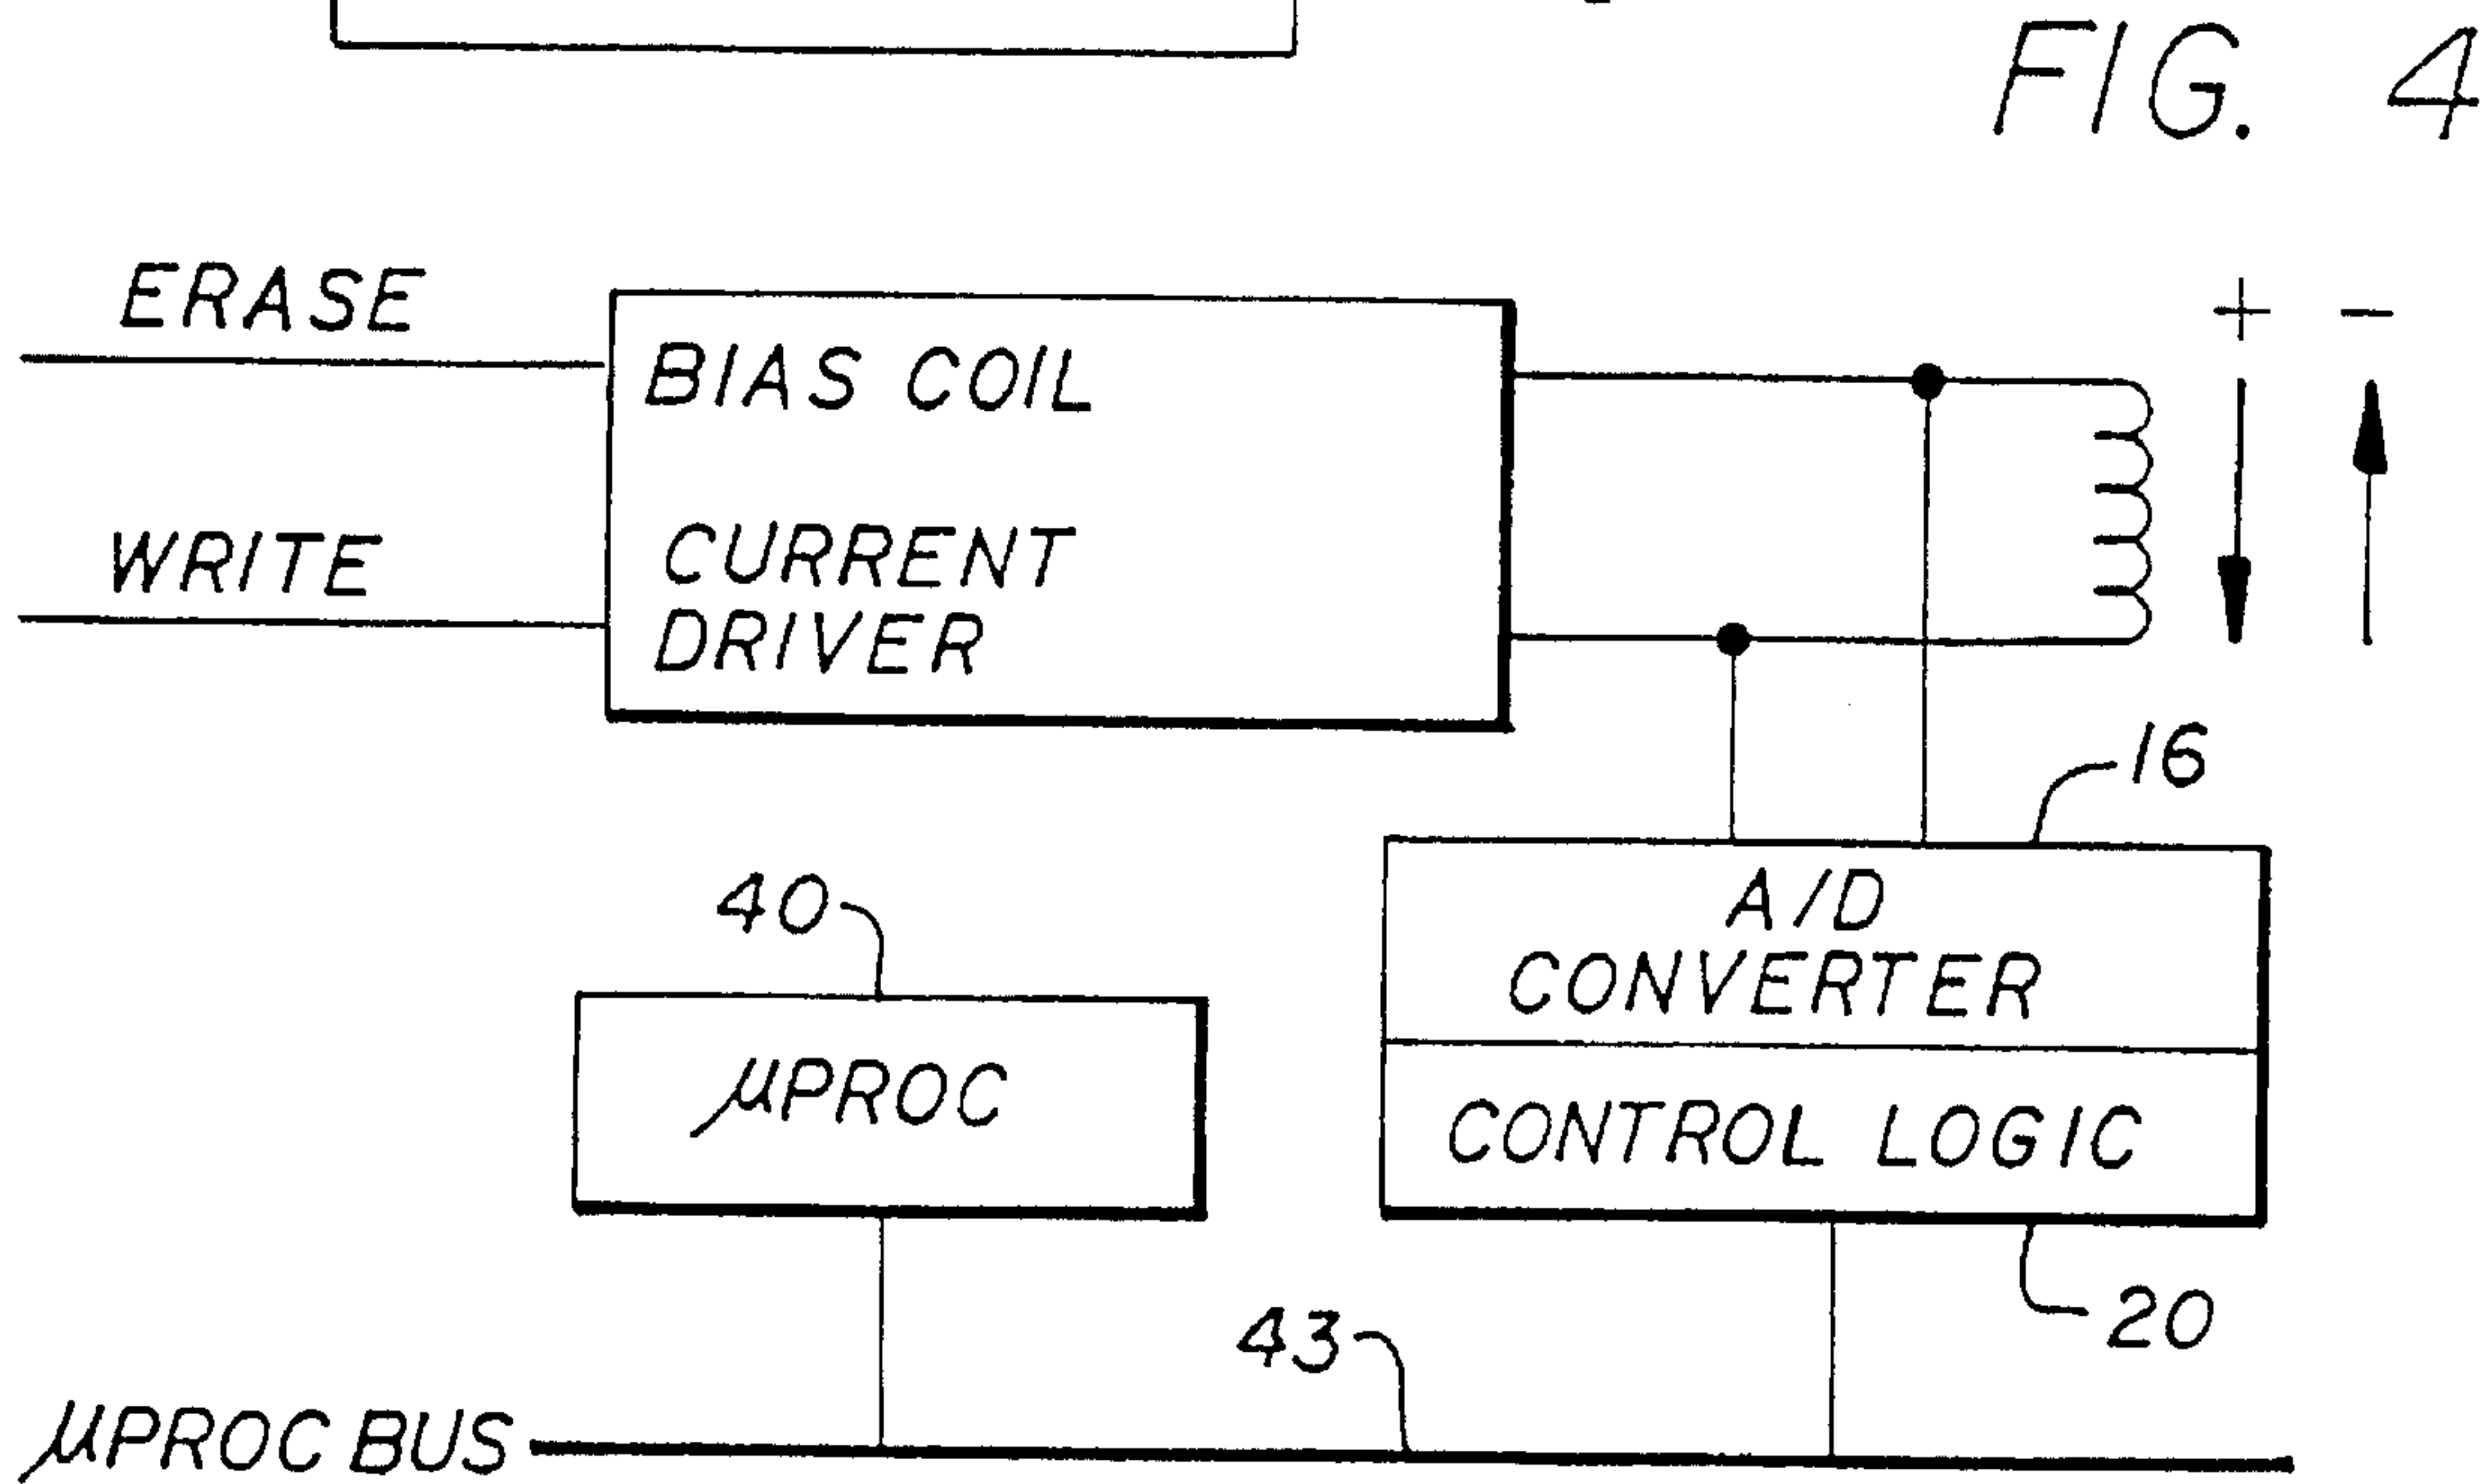 FIG. 4
ERASE
+ −
BIAS COIL
CURRENT
DRIVER
WRITE
16
A/D
CONVERTER
40
μPROC
CONTROL LOGIC
20
43
μPROC BUS